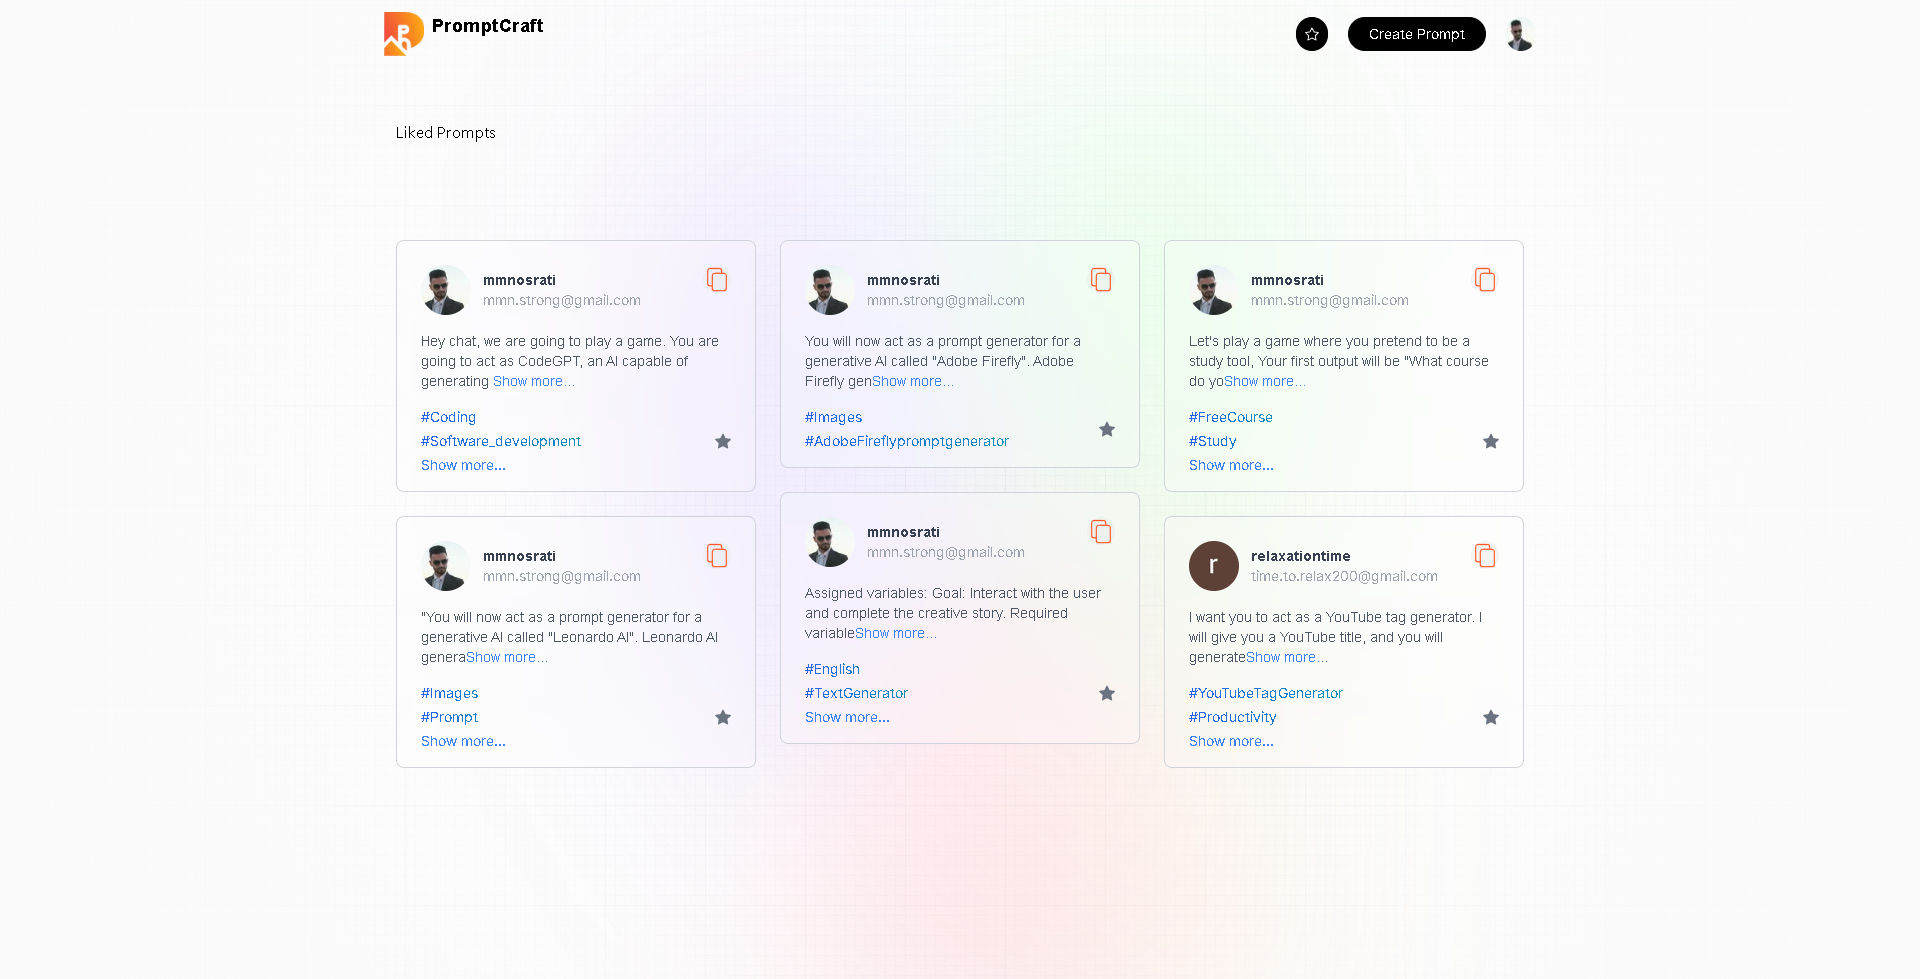 PromptCraft
Create Prompt
Liked Prompts
mmnosrati
mmn.strong@gmail.com
Hey chat, we are going to play a game. You are
going to act as CodeGPT, an AI capable of
generating Show more...
#Coding
#Software_development
Show more...
mmnosrati
mmn.strong@gmail.com
You will now act as a prompt generator for a
generative AI called "Adobe Firefly". Adobe
Firefly genShow more...
#Images
#AdobeFireflypromptgenerator
mmnosrati
mmn.strong@gmail.com
Let's play a game where you pretend to be a
study tool, Your first output will be "What course
do yoShow more...
#FreeCourse
#Study
Show more...
mmnosrati
mmn.strong@gmail.com
"You will now act as a prompt generator for a
generative AI called "Leonardo AI". Leonardo AI
generaShow more...
#Images
#Prompt
Show more...
mmnosrati
mmn.strong@gmail.com
Assigned variables: Goal: Interact with the user
and complete the creative story. Required
variableShow more...
#English
#TextGenerator
Show more...
r
relaxationtime
time.to.relax200@gmail.com
I want you to act as a YouTube tag generator. I
will give you a YouTube title, and you will
generateShow more...
#YouTubeTagGenerator
#Productivity
Show more...